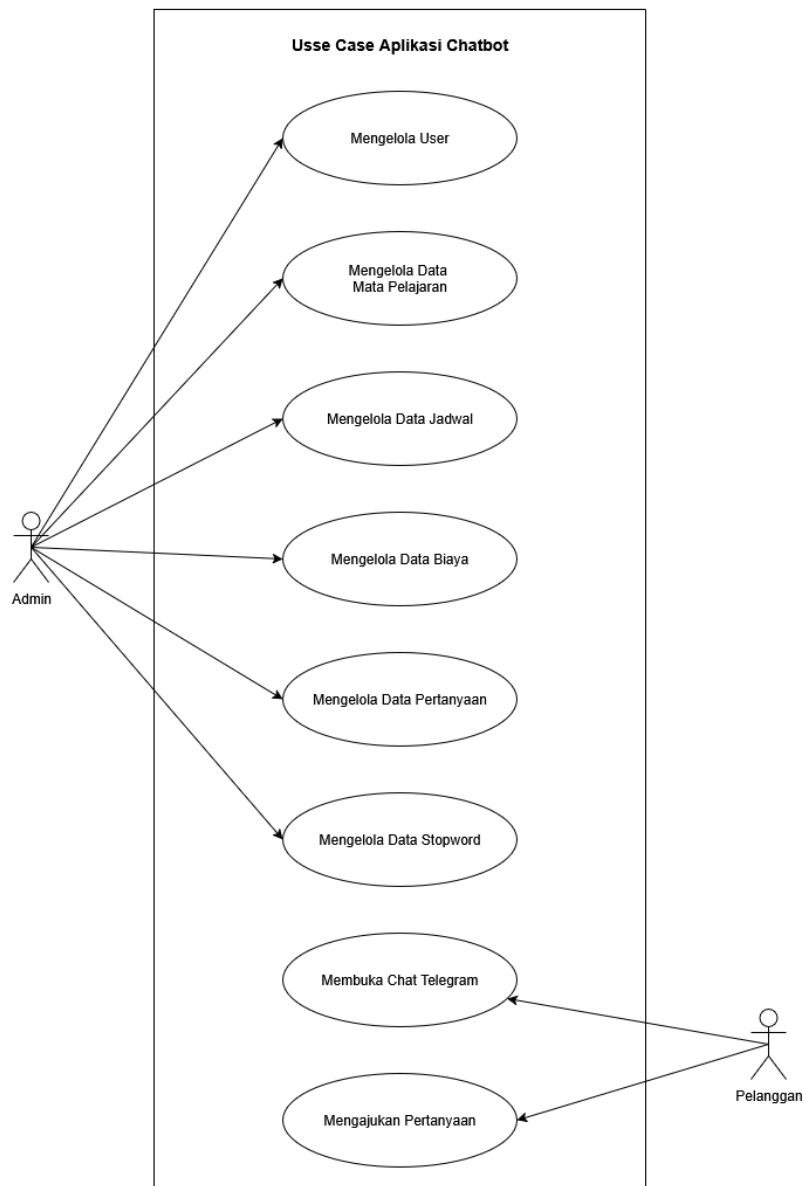 Usse Case Aplikasi Chatbot
Mengelola User
Mengelola Data
Mata Pelajaran
Mengelola Data Jadwal
Mengelola Data Biaya
Admin
Mengelola Data Pertanyaan
Mengelola Data Stopword
Membuka Chat Telegram
Pelanggan
Mengajukan Pertanyaan